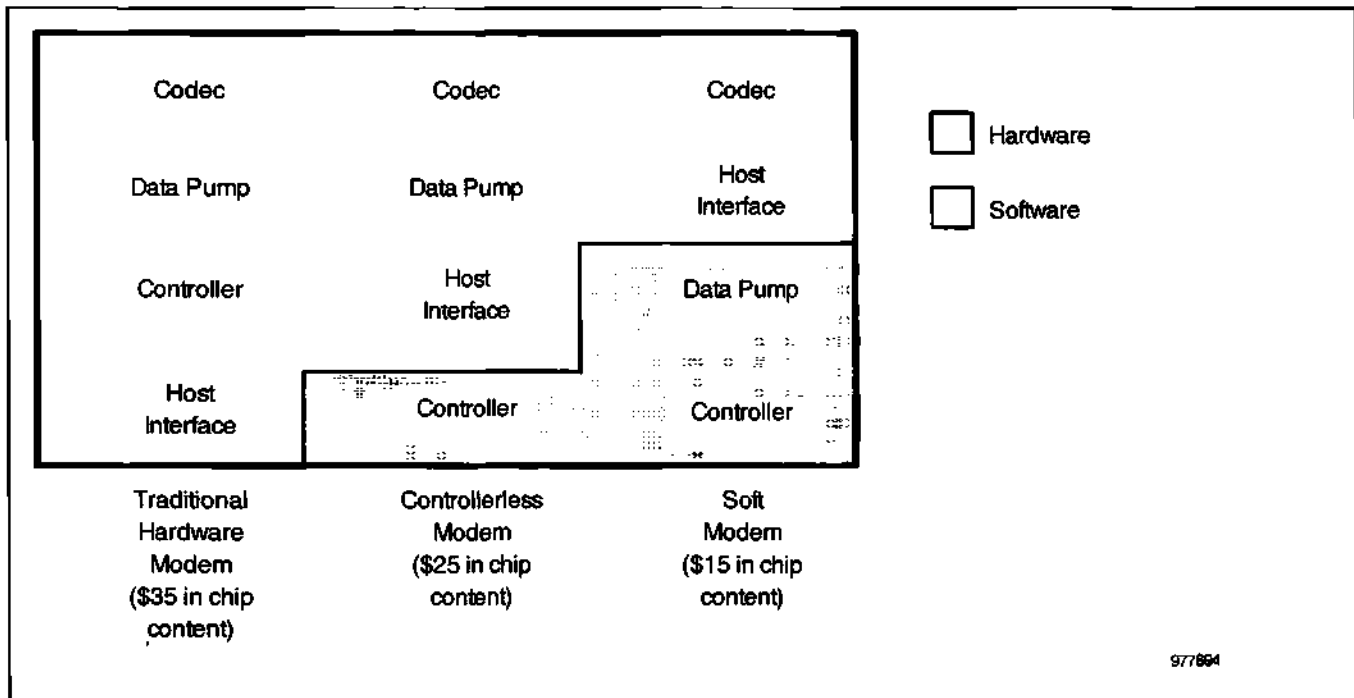 Codec Codec Codec
Data Pump Data Pump Host
Interface
Controller Host
Interface Data Pump
Host
Interface Controller Controller
Traditional
Hardware
Modem
($35 in chip
content)
Controllerless
Modem
($25 in chip
content)
Soft
Modem
($15 in chip
content)
Hardware
Software
977694